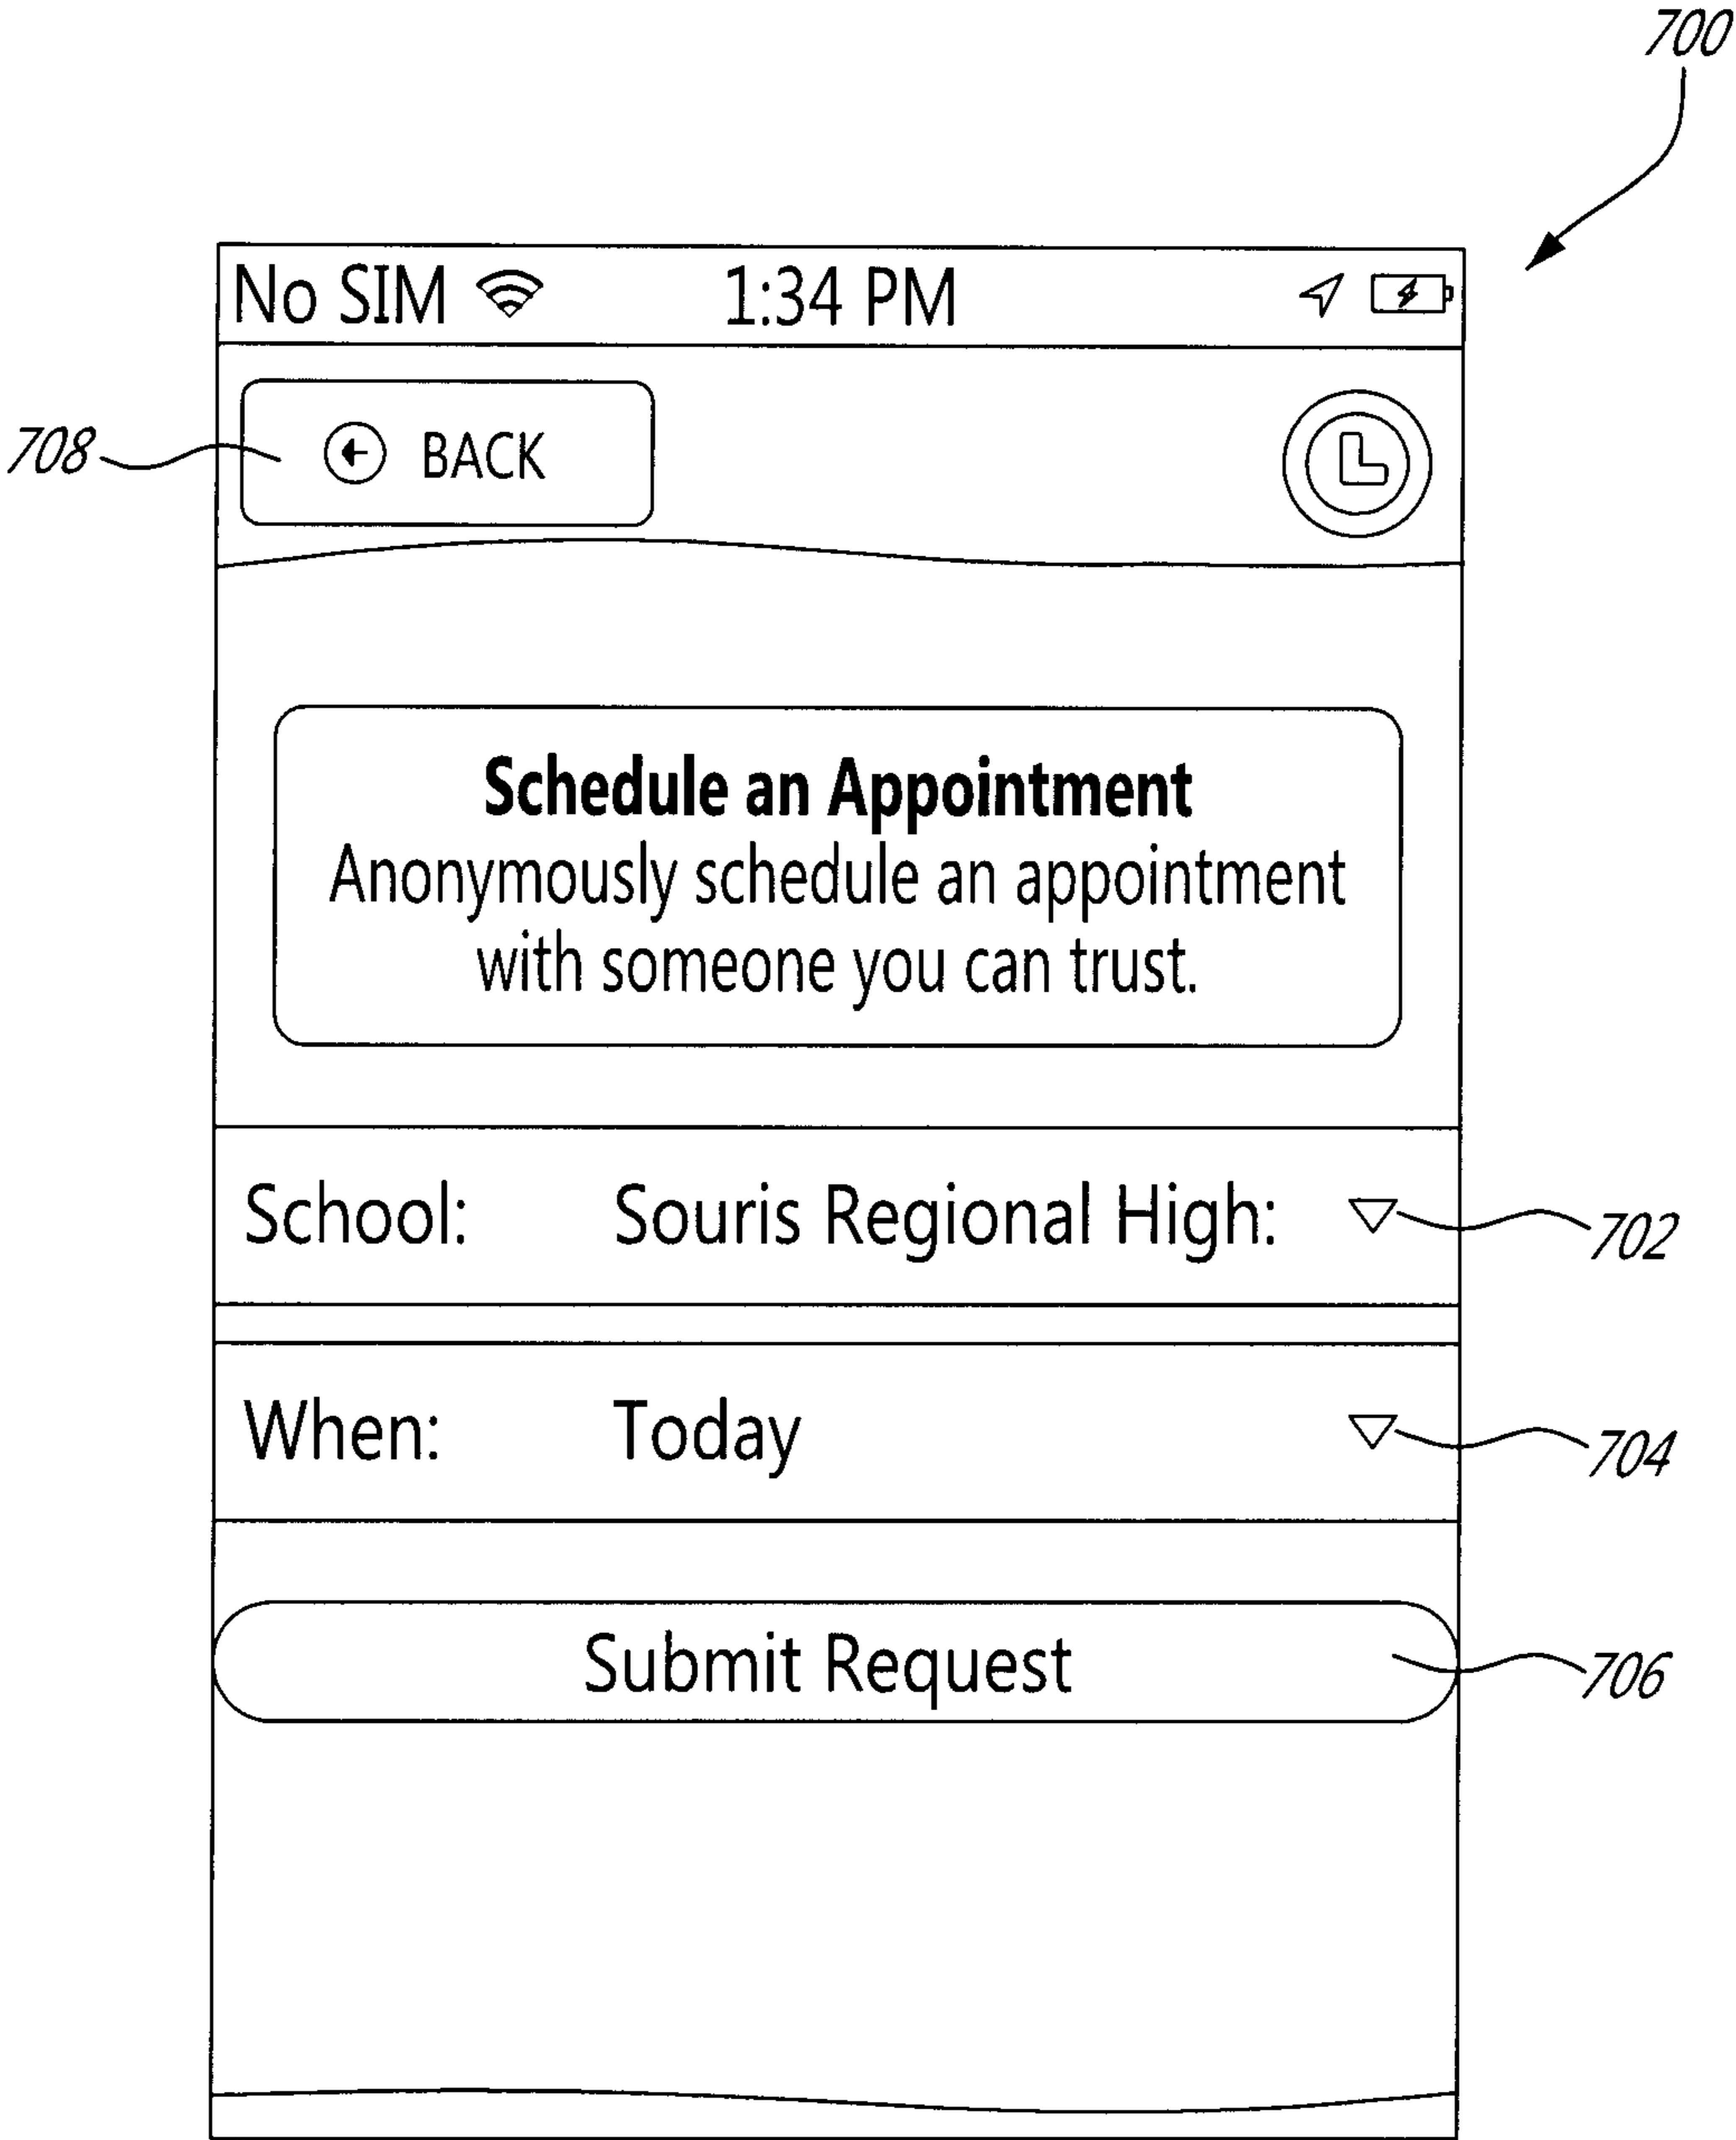 700
No SIM 1:34 PM
708
BACK
Schedule an Appointment
Anonymously schedule an appointment
with someone you can trust.
School: Souris Regional High:
702
When: Today
704
Submit Request
706